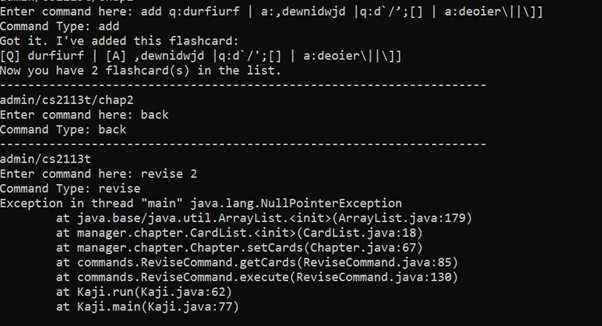 admin/cs2113t/chap2
Enter command here: add q:durfiurf | a:,dewnidwjd |q:d`/’;[] | a:deoier\||\]]
Command Type: add
Got it. I've added this flashcard:
[Q] durfiurf | [A] ,dewnidwjd |q:d`/';[] | a:deoier\||\]]
Now you have 2 flashcard(s) in the list.
----------------------------------------------------------------------
admin/cs2113t/chap2
Enter command here: back
Command Type: back
----------------------------------------------------------------------
admin/cs2113t
Enter command here: revise 2
Command Type: revise
Exception in thread "main" java.lang.NullPointerException
        at java.base/java.util.ArrayList.<init>(ArrayList.java:179)
        at manager.chapter.CardList.<init>(CardList.java:18)
        at manager.chapter.Chapter.setCards(Chapter.java:67)
        at commands.ReviseCommand.getCards(ReviseCommand.java:85)
        at commands.ReviseCommand.execute(ReviseCommand.java:130)
        at Kaji.run(Kaji.java:62)
        at Kaji.main(Kaji.java:77)